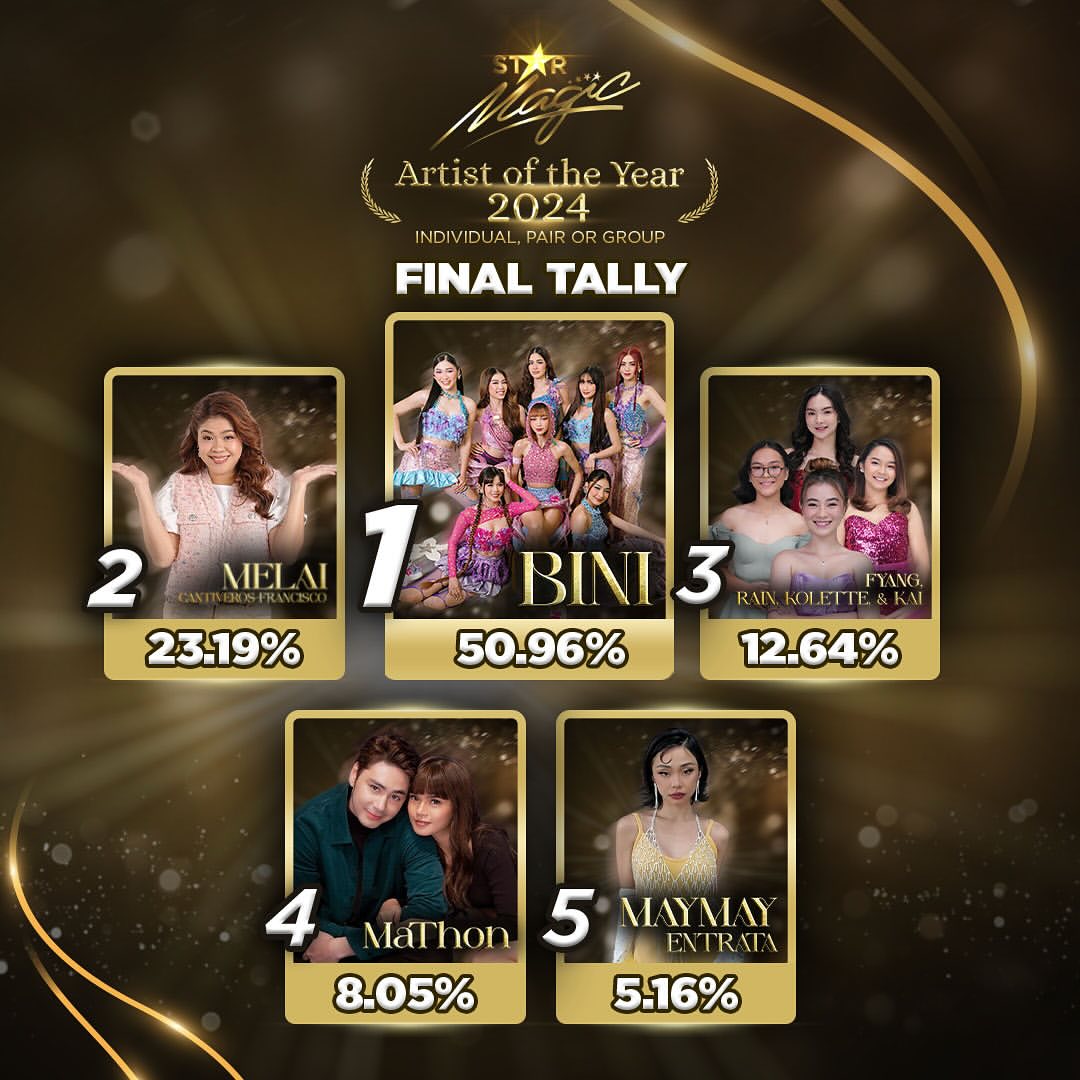 STAR
Magic
Artist of the Year
2024
INDIVIDUAL, PAIR OR GROUP
FINAL TALLY
1
BINI
50.96%
2
MELAI
CANTIVEROS-FRANCISCO
23.19%
3
FYANG,
RAIN, KOLETTE, & KAI
12.64%
4
MaThon
8.05%
5
MAYMAY
ENTRATA
5.16%